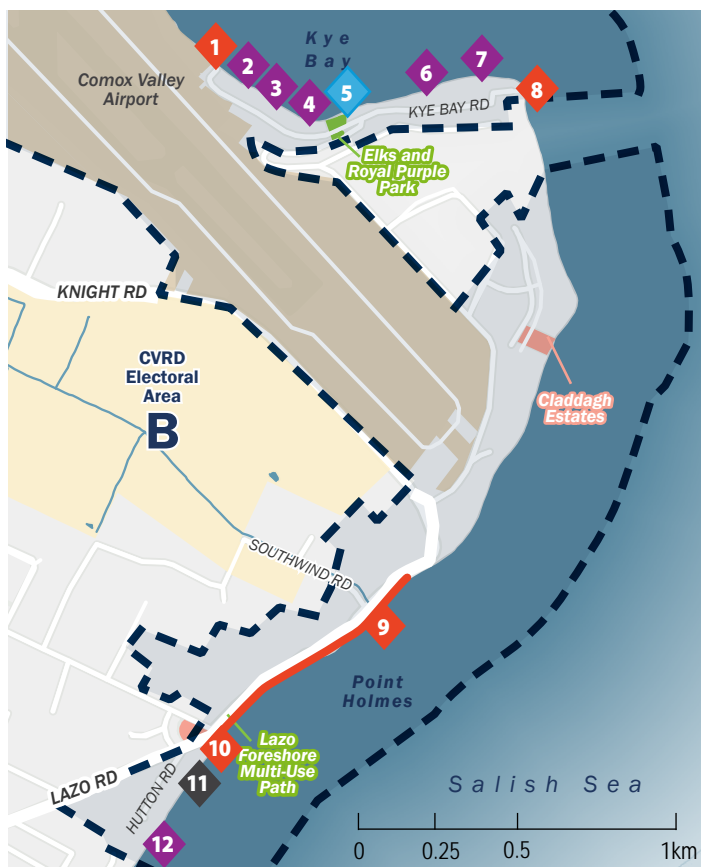 1
2
3
4
5
6
7
8
Kye
Bay
Comox Valley
Airport
KYE BAY RD
Elks and
Royal Purple
Park
KNIGHT RD
CVRD
Electoral
Area
B
Claddagh
Estates
SOUTHWIND RD
9
Point
Holmes
10
Lazo
Foreshore
Multi-Use
Path
LAZO RD
HUTTON RD
11
12
Salish Sea
0
0.25
0.5
1km